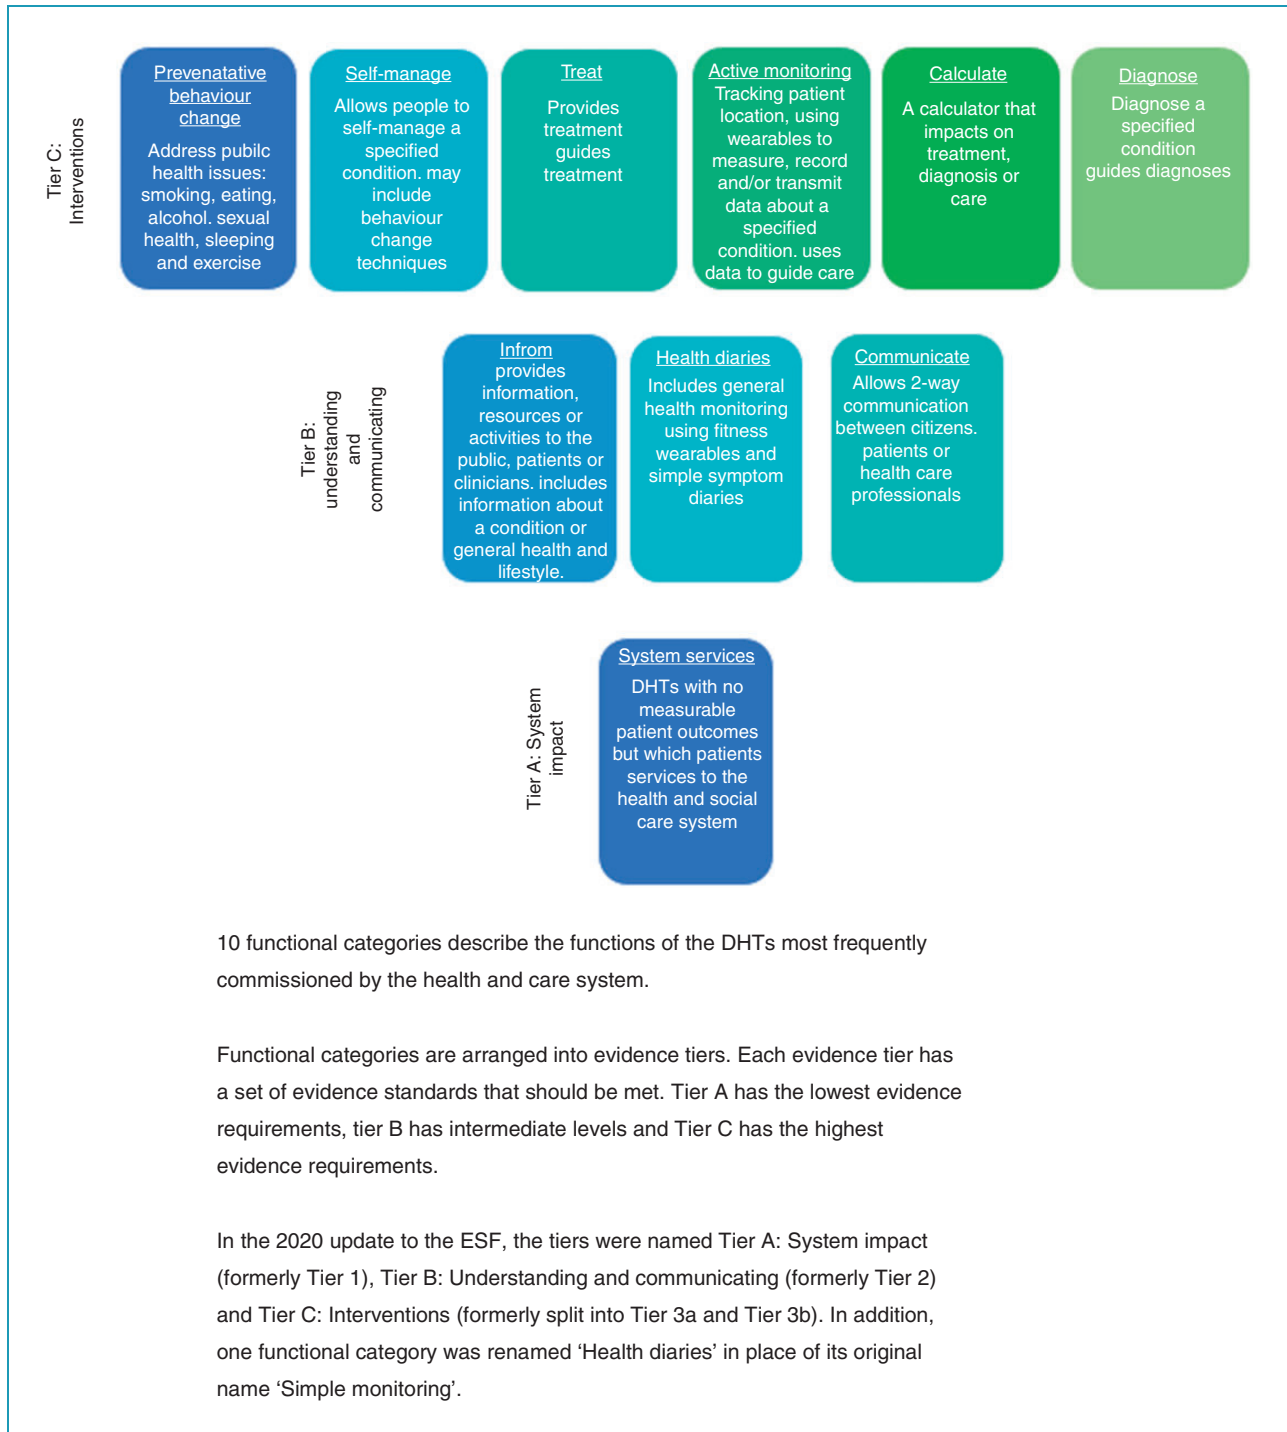 Tier C:
Interventions
Prevenatative
behaviour
change
Address pubilc
health issues:
smoking, eating,
alcohol. sexual
health, sleeping
and exercise
Self-manage
Allows people to
self-manage a
specified
condition. may
include
behaviour
change
techniques
Treat
Provides
treatment
guides
treatment
Active monitoring
Tracking patient
location, using
wearables to
measure, record
and/or transmit
data about a
specified
condition. uses
data to guide care
Calculate
A calculator that
impacts on
treatment,
diagnosis or
care
Diagnose
Diagnose a
specified
condition
guides diagnoses
Tier B:
understanding
and
communicating
Infrom
provides
information,
resources or
activities to the
public, patients or
clinicians. includes
information about
a condition or
general health and
lifestyle.
Health diaries
Includes general
health monitoring
using fitness
wearables and
simple symptom
diaries
Communicate
Allows 2-way
communication
between citizens.
patients or
health care
professionals
Tier A: System
impact
System services
DHTs with no
measurable
patient outcomes
but which patients
services to the
health and social
care system
10 functional categories describe the functions of the DHTs most frequently
commissioned by the health and care system.
Functional categories are arranged into evidence tiers. Each evidence tier has
a set of evidence standards that should be met. Tier A has the lowest evidence
requirements, tier B has intermediate levels and Tier C has the highest
evidence requirements.
In the 2020 update to the ESF, the tiers were named Tier A: System impact
(formerly Tier 1), Tier B: Understanding and communicating (formerly Tier 2)
and Tier C: Interventions (formerly split into Tier 3a and Tier 3b). In addition,
one functional category was renamed ‘Health diaries’ in place of its original
name ‘Simple monitoring’.